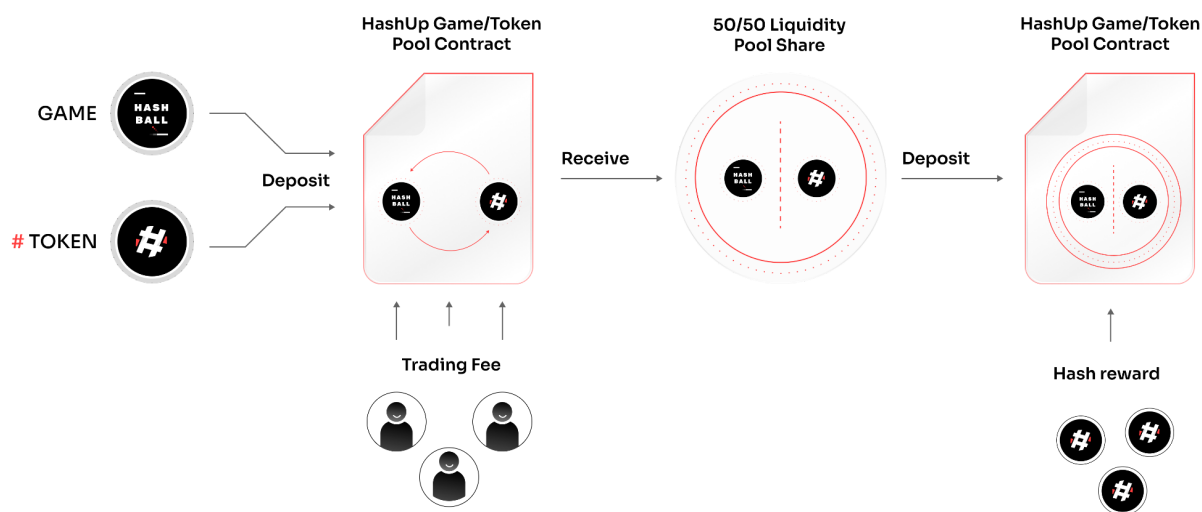 HashUp Game/Token
Pool Contract
50/50 Liquidity
Pool Share
HashUp Game/Token
Pool Contract
GAME
HASH
BALL
Deposit
# TOKEN
#
HASH
BALL
#
Receive
HASH
BALL
#
Deposit
HASH
BALL
#
Trading Fee
Hash reward
#
#
#